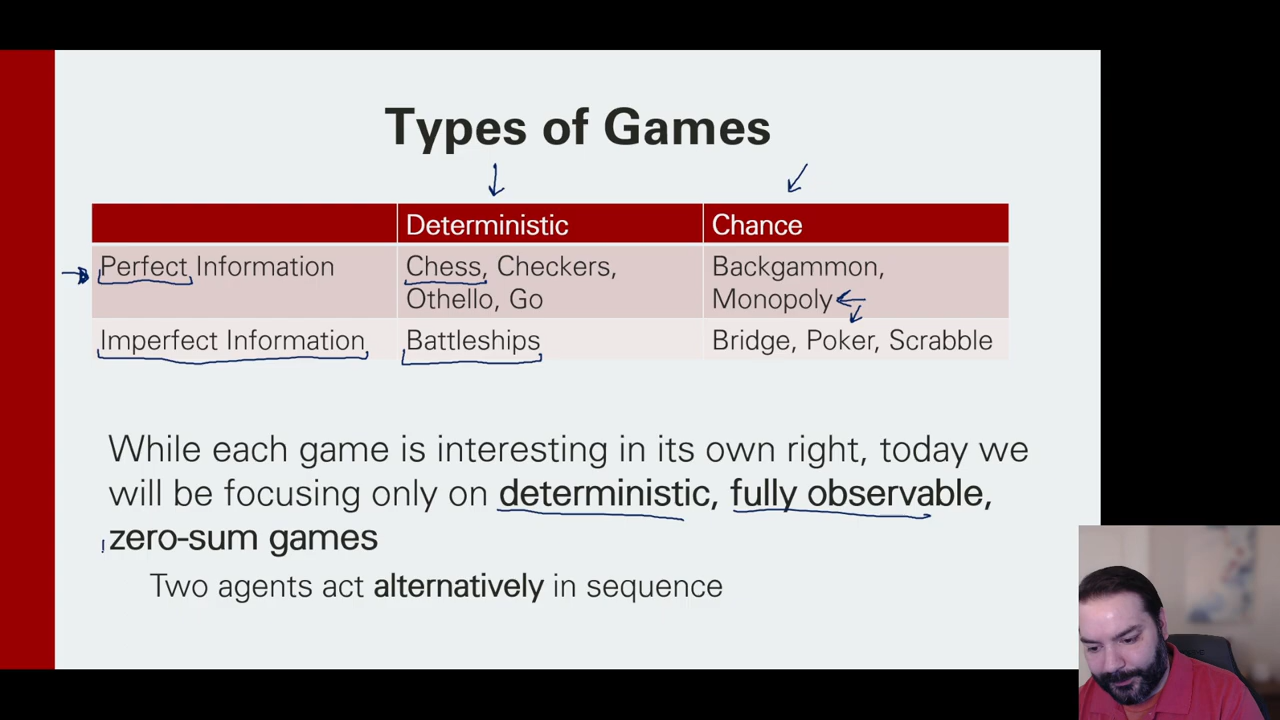 Types of Games
Deterministic Chance
Perfect Information Chess, Checkers, Backgammon,
Othello, Go Monopoly
Imperfect Information Battleships Bridge, Poker, Scrabble
While each game is interesting in its own right, today we
will be focusing only on deterministic, fully observable,
zero-sum games
Two agents act alternatively in sequence